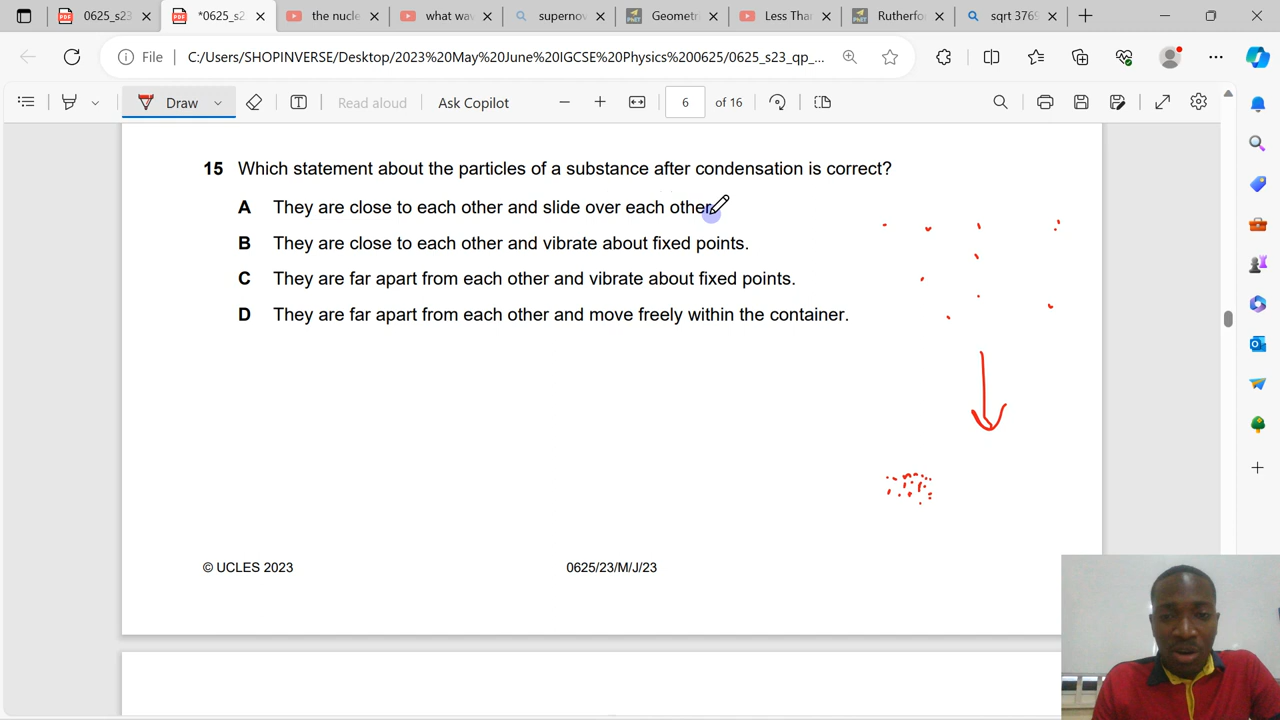 0625_s23
*0625_s2
the nucle
what wav
supernov
Geometr
Less Tha
Rutherfo
sqrt 3769
File
C:/Users/SHOPINVERSE/Desktop/2023%20May%20June%20IGCSE%20Physics%200625/0625_s23_qp_...
Draw
Read aloud
Ask Copilot
6
of 16
15 Which statement about the particles of a substance after condensation is correct?
A They are close to each other and slide over each other
B They are close to each other and vibrate about fixed points.
C They are far apart from each other and vibrate about fixed points.
D They are far apart from each other and move freely within the container.
© UCLES 2023
0625/23/M/J/23